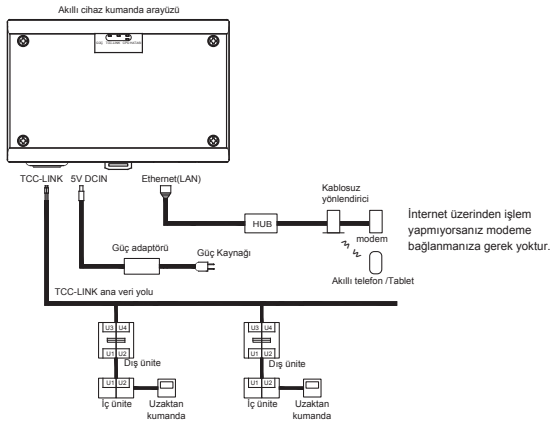 Akıllı cihaz kumanda arayüzü
TCC-LINK 5V DCIN Ethernet(LAN)
Kablosuz
yönlendirici
HUB
modem
İnternet üzerinden işlem
yapmıyorsanız modeme
bağlanmanıza gerek yoktur.
Güç adaptörü
Güç Kaynağı
Akıllı telefon /Tablet
TCC-LINK ana veri yolu
U3 U4
U1 U2
Dış ünite
U1 U2
İç ünite
Uzaktan
kumanda
U3 U4
U1 U2
Dış ünite
U1 U2
İç ünite
Uzaktan
kumanda